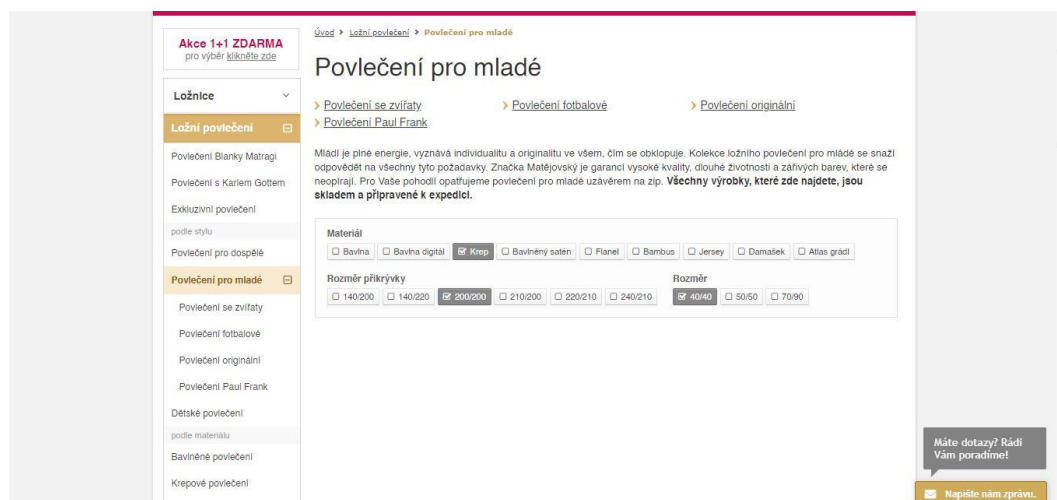 Akce 1+1 ZDARMA
pro výběr klikněte zde
Ložnice
Ložní povlečení
Povlečení Blanky Matragi
Povlečení s Karlem Gottem
Exkluzivní povlečení
podle stylu
Povlečení pro dospělé
Povlečení pro mladé
Povlečení se zvířaty
Povlečení fotbalové
Povlečení originální
Povlečení Paul Frank
Dětské povlečení
podle materiálu
Bavlněné povlečení
Krepové povlečení
Úvod > Ložní povlečení > Povlečení pro mladé
Povlečení pro mladé
Povlečení se zvířaty Povlečení fotbalové Povlečení originální
Povlečení Paul Frank
Mládí je plné energie, vyznává individualitu a originalitu ve všem, čím se obklopuje. Kolekce ložního povlečení pro mladé se snaží
odpovědět na všechny tyto požadavky. Značka Matějovský je garancí vysoké kvality, dlouhé životnosti a zářivých barev, které se
neopírají. Pro Vaše pohodlí opatřujeme povlečení pro mladé uzávěrem na zip. Všechny výrobky, které zde najdete, jsou
skladem a připravené k expedici.
Materiál
Bavlna Bavlna digitál Krep Bavlněný satén Flanel Bambus Jersey Damašek Atlas grádl
Rozměr přikrývky Rozměr
140/200 140/220 200/200 210/200 220/210 240/210 40/40 50/50 70/90
Máte dotazy? Rádi
Vám poradíme!
Napište nám zprávu.